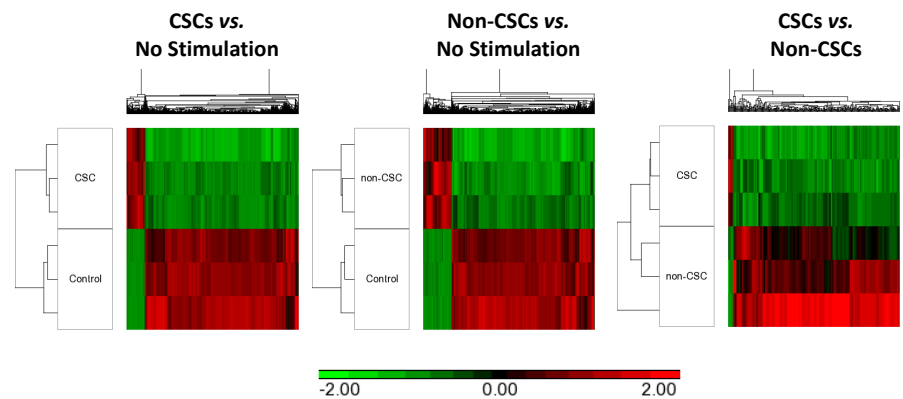 CSCs vs.
No Stimulation
Non-CSCs vs.
No Stimulation
CSCs vs.
Non-CSCs
CSC
Control
non-CSC
Control
CSC
non-CSC
-2.00 0.00 2.00